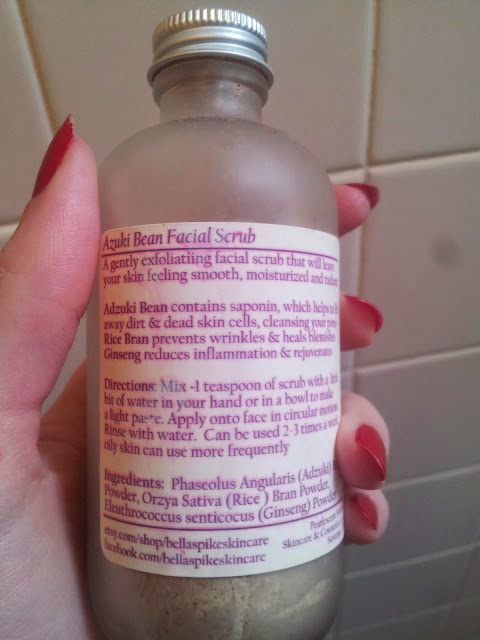 Azuki Bean Facial Scrub
A gently exfoliatiing facial scrub that will leave
your skin feeling smooth, moisturized and
Adzuki Bean contains saponin, which helps to
away dirt & dead skin cells, cleansing your pores
Rice Bran prevents wrinkles & heals blemishes
Ginseng reduces inflammation & rejuvenates
Directions: Mix -1 teaspoon of scrub with a little
bit of water in your hand or in a bowl to make
a light paste. Apply onto face in circular motions
Rinse with water. Can be used 2-3 times a week
oily skin can use more frequently
Ingredients: Phaseolus Angularis (Adzuki)
Powder, Orzya Sativa (Rice ) Bran Powder,
Eleuthrococcus senticocus (Ginseng) Powder
etsy.com/shop/bellaspikeskincare
facebook.com/bellaspikeskincare
Skincare &